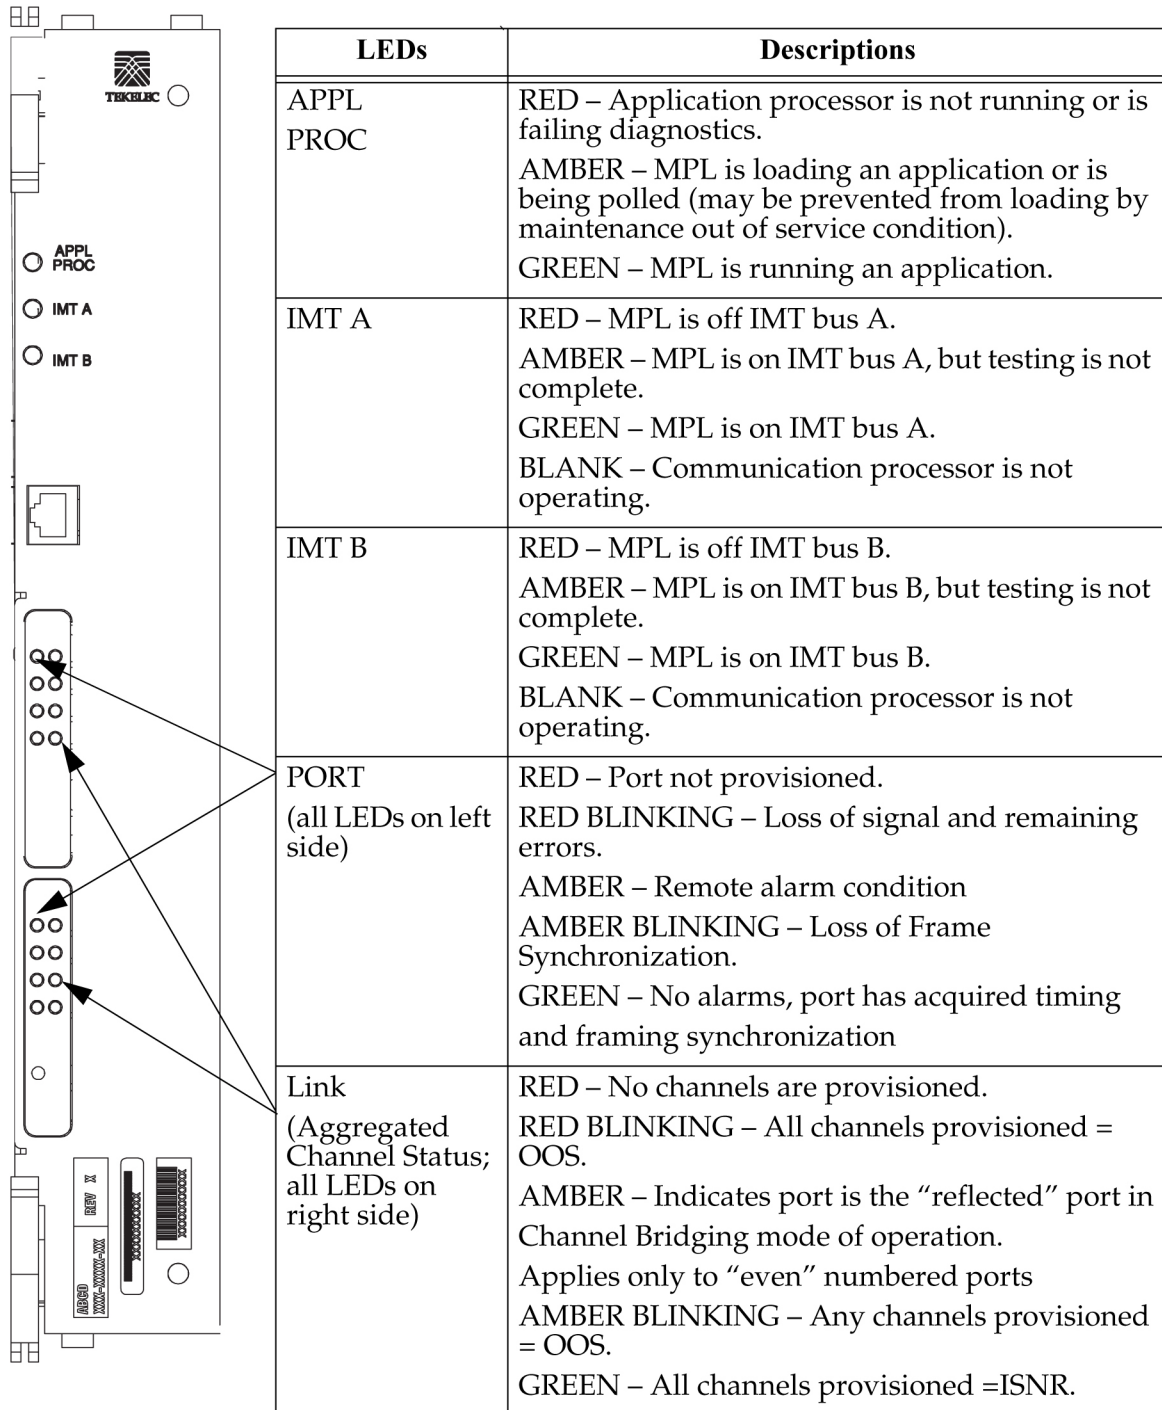 TEKELEC
APPL
PROC
IMT A
IMT B
REV X
ABCD
XXX-XXXX-XX
XXXXXXXXXXX
XXXXXXXXXX
LEDs Descriptions
APPL
PROC
RED – Application processor is not running or is
failing diagnostics.
AMBER – MPL is loading an application or is
being polled (may be prevented from loading by
maintenance out of service condition).
GREEN – MPL is running an application.
IMT A
RED – MPL is off IMT bus A.
AMBER – MPL is on IMT bus A, but testing is not
complete.
GREEN – MPL is on IMT bus A.
BLANK – Communication processor is not
operating.
IMT B
RED – MPL is off IMT bus B.
AMBER – MPL is on IMT bus B, but testing is not
complete.
GREEN – MPL is on IMT bus B.
BLANK – Communication processor is not
operating.
PORT
(all LEDs on left
side)
RED – Port not provisioned.
RED BLINKING – Loss of signal and remaining
errors.
AMBER – Remote alarm condition
AMBER BLINKING – Loss of Frame
Synchronization.
GREEN – No alarms, port has acquired timing
and framing synchronization
Link
(Aggregated
Channel Status;
all LEDs on
right side)
RED – No channels are provisioned.
RED BLINKING – All channels provisioned =
OOS.
AMBER – Indicates port is the “reflected” port in
Channel Bridging mode of operation.
Applies only to “even” numbered ports
AMBER BLINKING – Any channels provisioned
= OOS.
GREEN – All channels provisioned =ISNR.